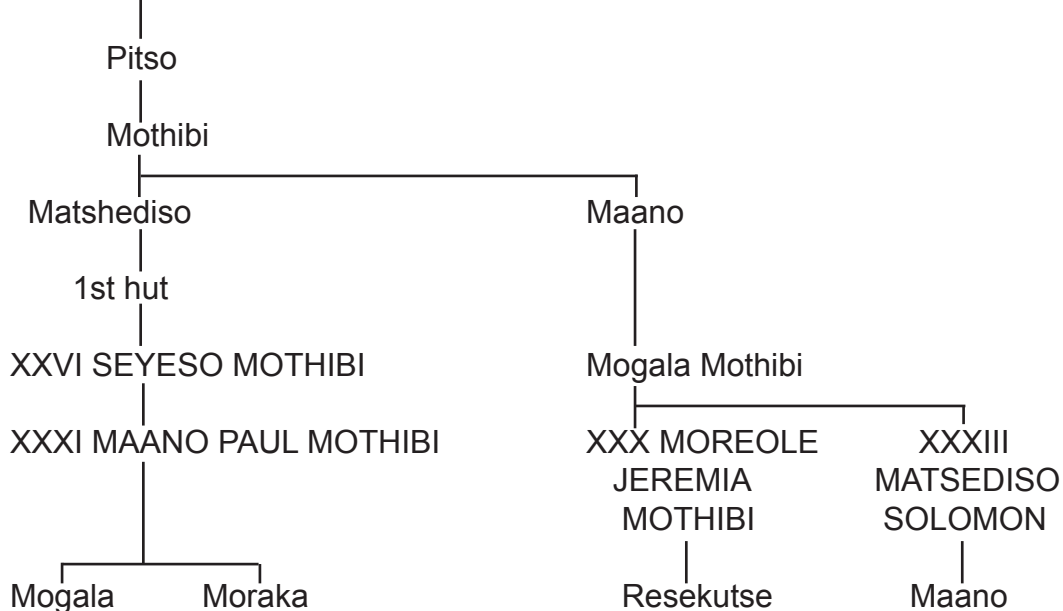 Pitso
Mothibi
Matshediso Maano
1st hut
XXVI SEYESO MOTHIBI Mogala Mothibi
XXXI MAANO PAUL MOTHIBI XXX MOREOLE XXXIII
JEREMIA MATSEDISO
MOTHIBI SOLOMON
Mogala Moraka Resekutse Maano